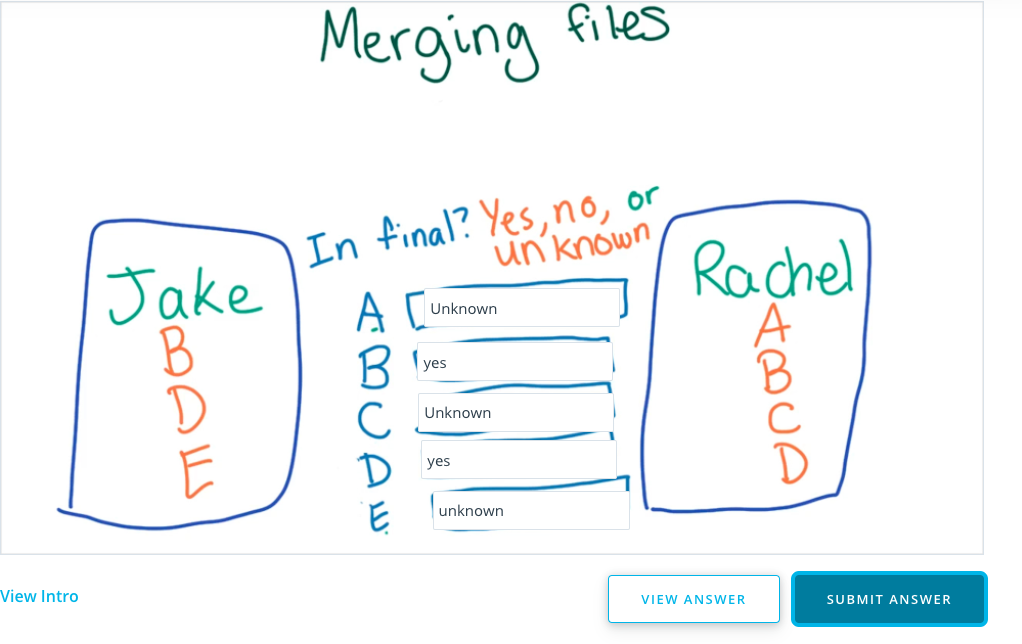 Merging files
In final? Yes, no, or
unknown
Jake
B
D
E
A Unknown
B yes
C Unknown
D yes
E unknown
Rachel
A
B
C
D
View Intro
VIEW ANSWER
SUBMIT ANSWER